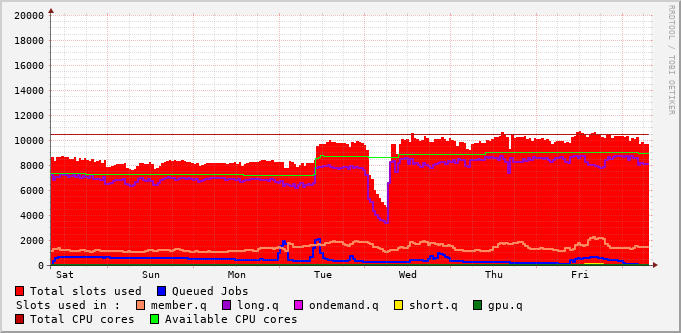 20000
18000
16000
14000
12000
10000
8000
6000
4000
2000
0
Sat Sun Mon Tue Wed Thu Fri
RRDTOOL / TOBI OETIKER
Total slots used Queued Jobs
Slots used in : member.q long.q ondemand.q short.q gpu.q
Total CPU cores Available CPU cores